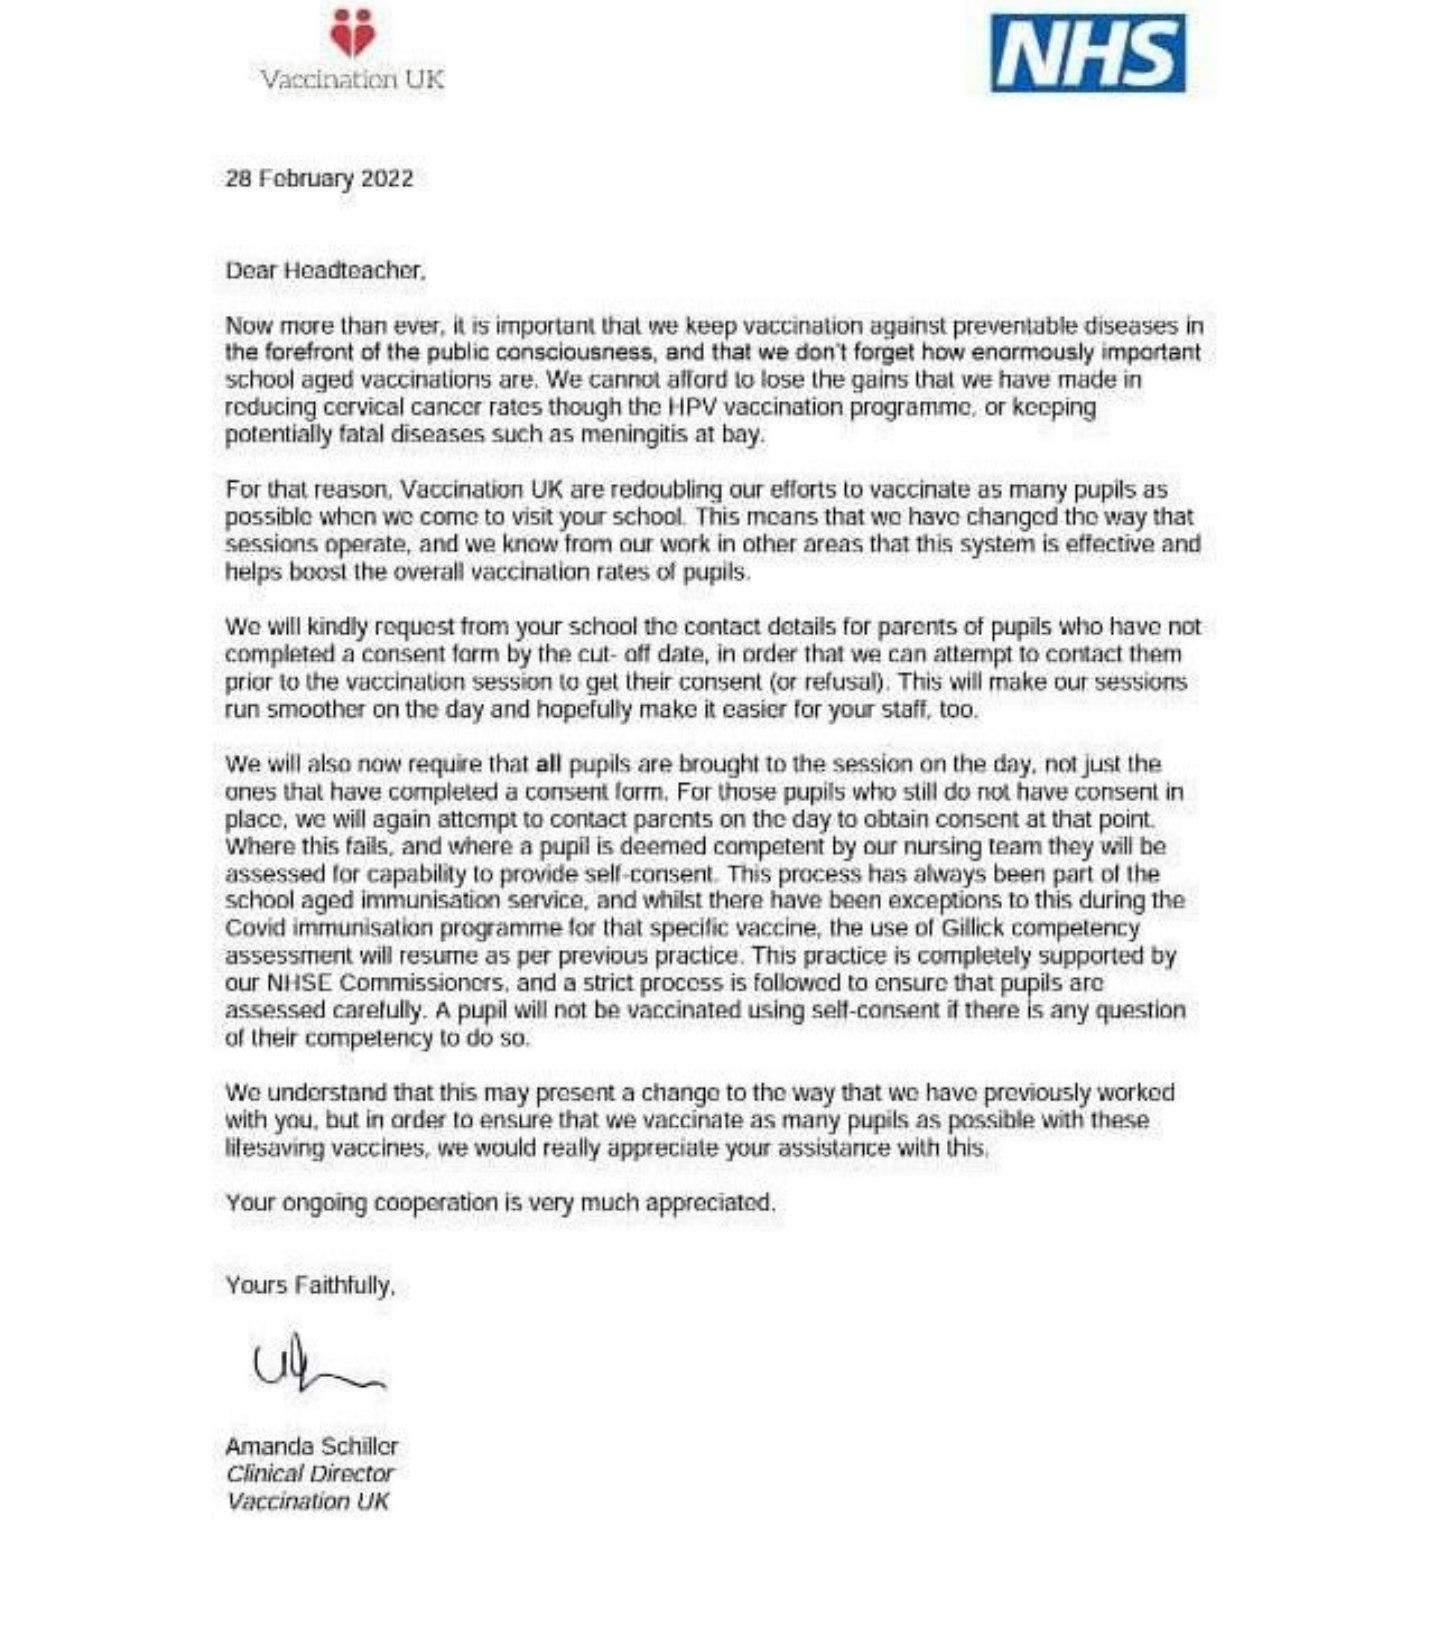 Vaccination UK
NHS
28 February 2022
Dear Headteacher,
Now more than ever, it is important that we keep vaccination against preventable diseases in
the forefront of the public consciousness, and that we don't forget how enormously important
school aged vaccinations are. We cannot afford to lose the gains that we have made in
reducing cervical cancer rates though the HPV vaccination programme, or keeping
potentially fatal diseases such as meningitis at bay.
For that reason, Vaccination UK are redoubling our efforts to vaccinate as many pupils as
possible when we come to visit your school. This means that we have changed the way that
sessions operate, and we know from our work in other areas that this system is effective and
helps boost the overall vaccination rates of pupils.
We will kindly request from your school the contact details for parents of pupils who have not
completed a consent form by the cut- off date, in order that we can attempt to contact them
prior to the vaccination session to get their consent (or refusal). This will make our sessions
run smoother on the day and hopefully make it easier for your staff, too.
We will also now require that all pupils are brought to the session on the day, not just the
ones that have completed a consent form. For those pupils who still do not have consent in
place, we will again attempt to contact parents on the day to obtain consent at that point.
Where this fails, and where a pupil is deemed competent by our nursing team they will be
assessed for capability to provide self-consent. This process has always been part of the
school aged immunisation service, and whilst there have been exceptions to this during the
Covid immunisation programme for that specific vaccine, the use of Gillick competency
assessment will resume as per previous practice. This practice is completely supported by
our NHSE Commissioners, and a strict process is followed to ensure that pupils are
assessed carefully. A pupil will not be vaccinated using self-consent if there is any question
of their competency to do so.
We understand that this may present a change to the way that we have previously worked
with you, but in order to ensure that we vaccinate as many pupils as possible with these
lifesaving vaccines, we would really appreciate your assistance with this.
Your ongoing cooperation is very much appreciated.
Yours Faithfully,
Amanda Schiller
Clinical Director
Vaccination UK